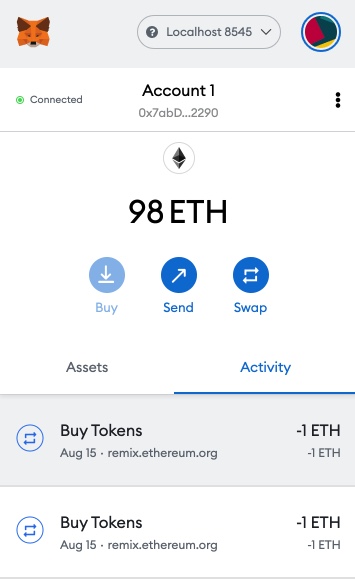 Localhost 8545
Connected
Account 1
0x7abD...2290
98 ETH
Buy
Send
Swap
Assets
Activity
Buy Tokens
-1 ETH
Aug 15 · remix.ethereum.org
-1 ETH
Buy Tokens
-1 ETH
Aug 15 · remix.ethereum.org
-1 ETH